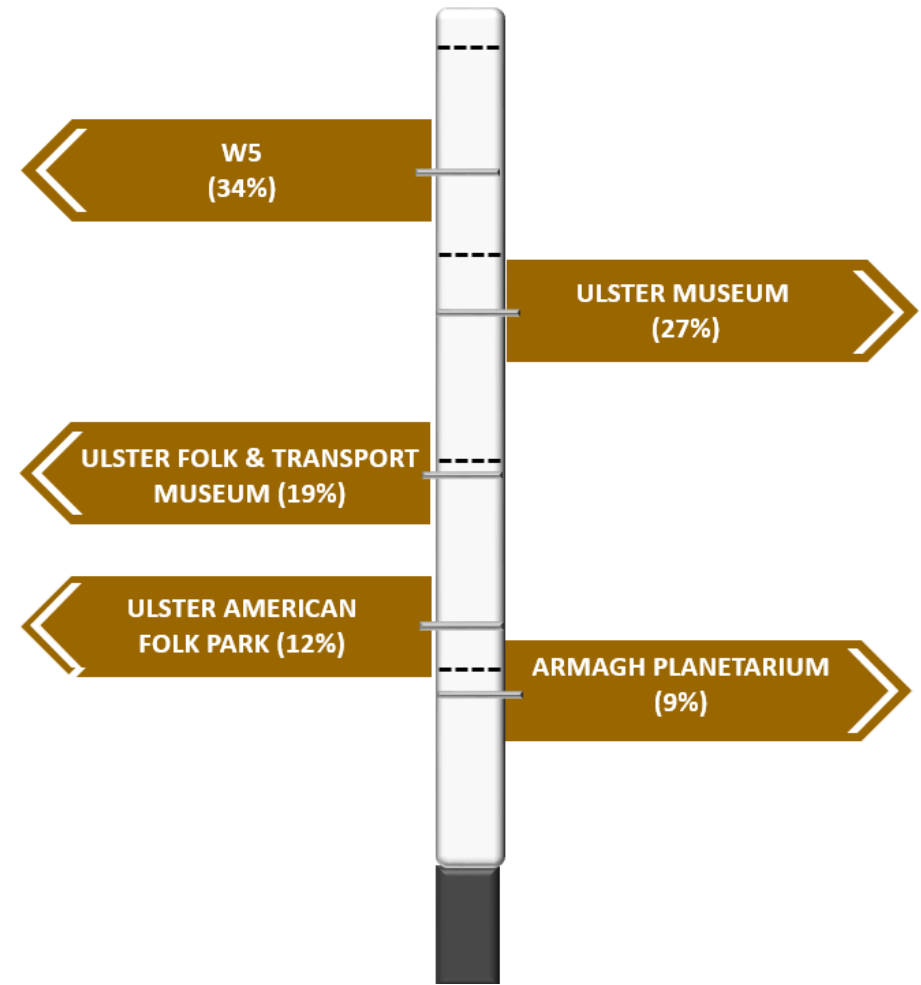 W5
(34%)
ULSTER MUSEUM
(27%)
ULSTER FOLK & TRANSPORT
MUSEUM (19%)
ULSTER AMERICAN
FOLK PARK (12%)
ARMAGH PLANETARIUM
(9%)